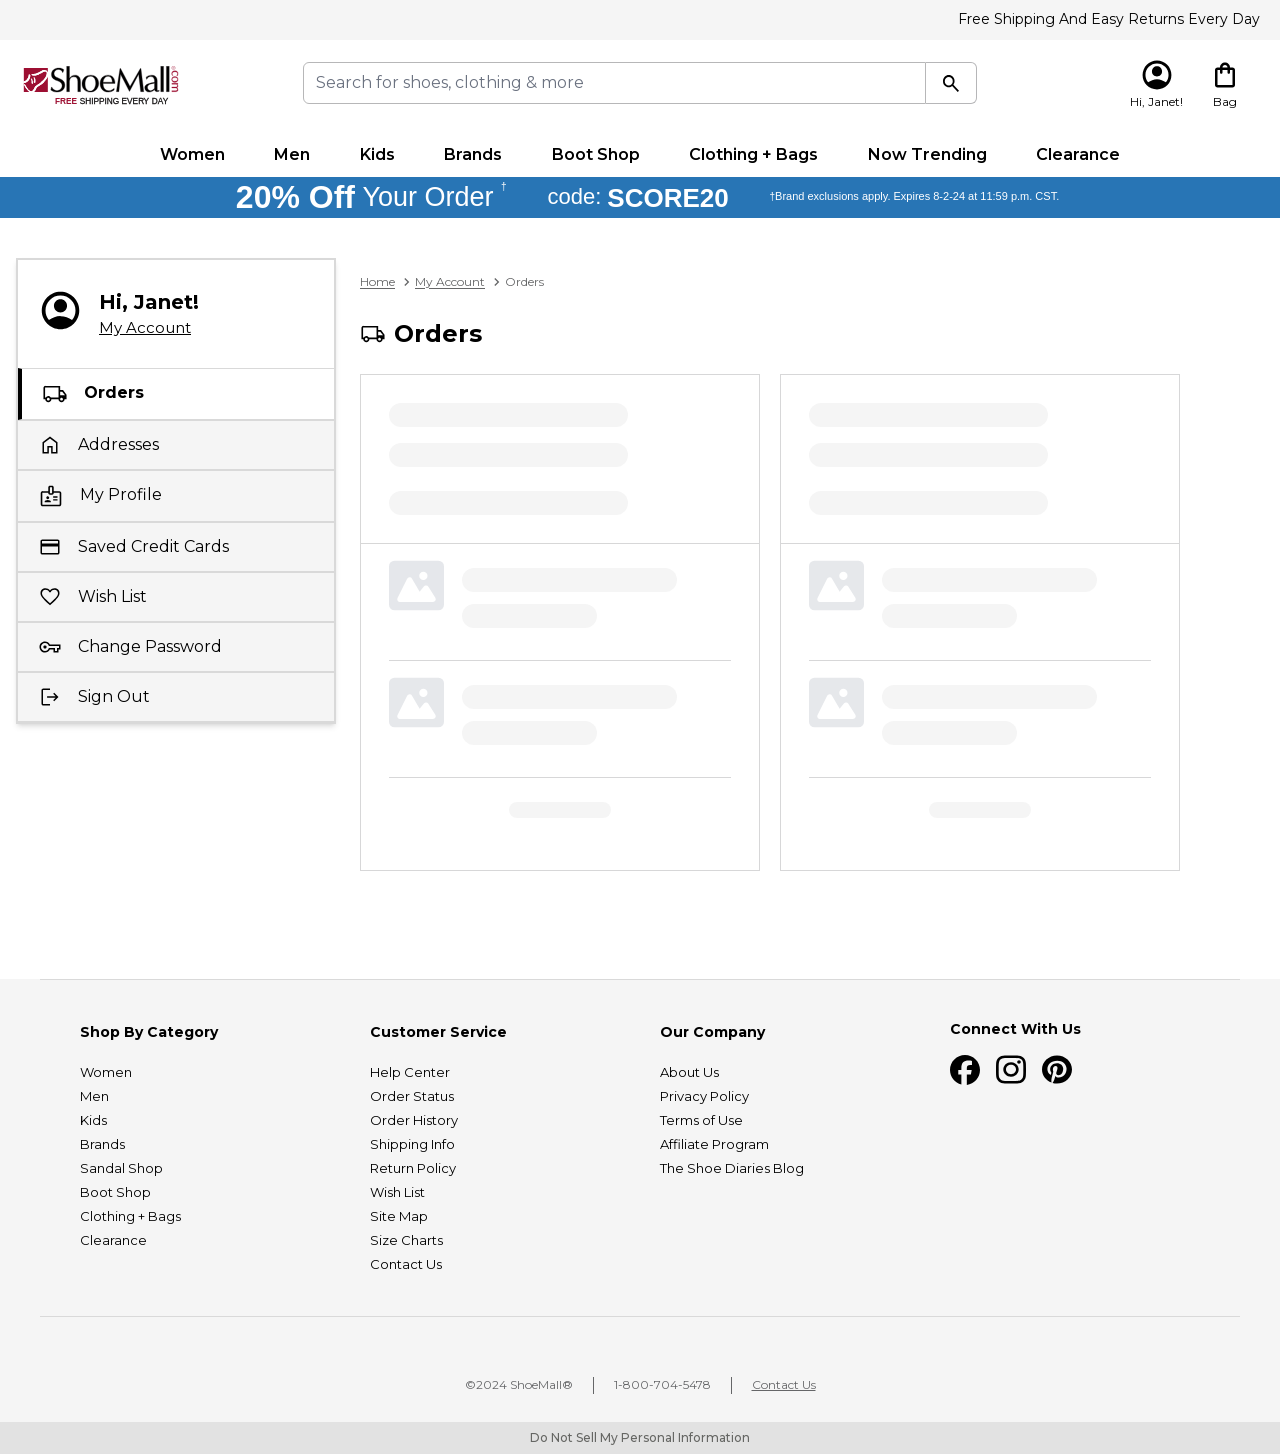 Free Shipping And Easy Returns Every Day
ShoeMall®.com
FREE SHIPPING EVERY DAY
Search for shoes, clothing & more
Hi, Janet!
Bag
Women
Men
Kids
Brands
Boot Shop
Clothing + Bags
Now Trending
Clearance
20% Off Your Order † code: SCORE20 †Brand exclusions apply. Expires 8-2-24 at 11:59 p.m. CST.
Hi, Janet!
My Account
Orders
Addresses
My Profile
Saved Credit Cards
Wish List
Change Password
Sign Out
Home > My Account > Orders
Orders
Shop By Category
Women
Men
Kids
Brands
Sandal Shop
Boot Shop
Clothing + Bags
Clearance
Customer Service
Help Center
Order Status
Order History
Shipping Info
Return Policy
Wish List
Site Map
Size Charts
Contact Us
Our Company
About Us
Privacy Policy
Terms of Use
Affiliate Program
The Shoe Diaries Blog
Connect With Us
©2024 ShoeMall®
1-800-704-5478
Contact Us
Do Not Sell My Personal Information